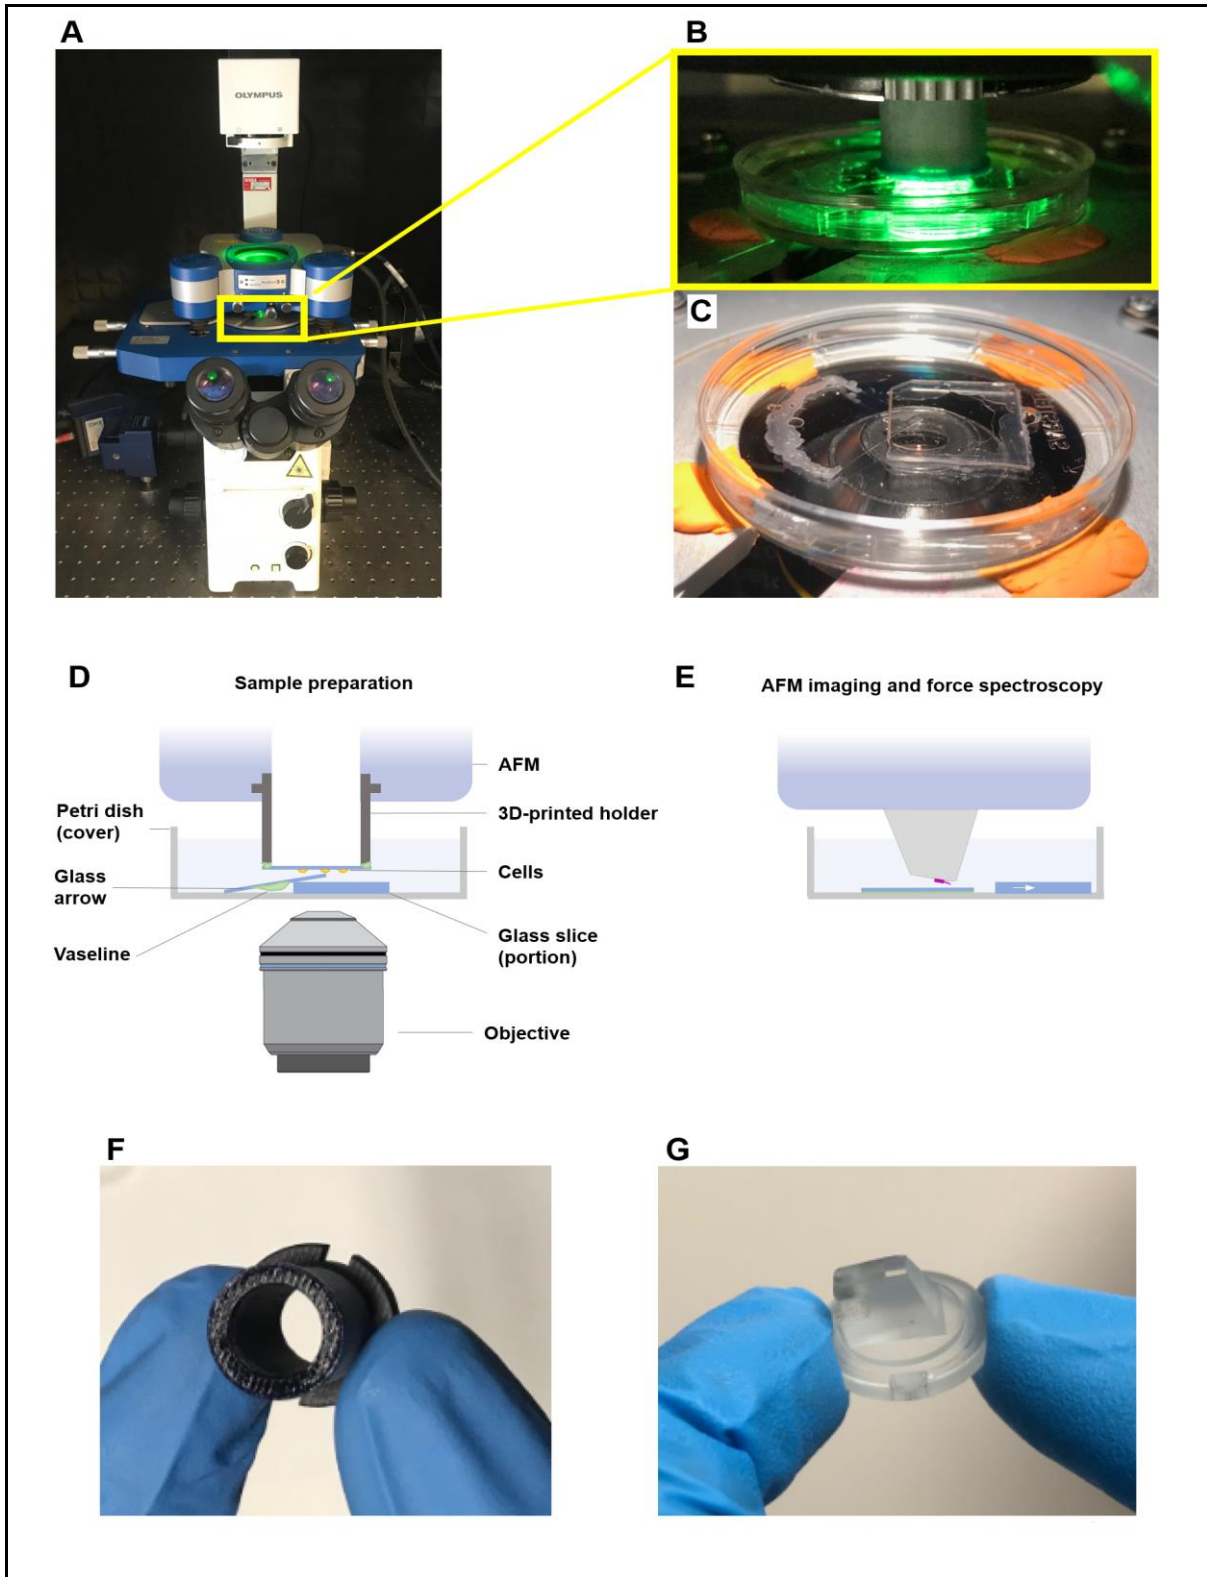 A
B
OLYMPUS
C
D
Sample preparation
E
AFM imaging and force spectroscopy
AFM
Petri dish
(cover)
3D-printed holder
Glass
arrow
Cells
Vaseline
Glass slice
(portion)
Objective
F
G